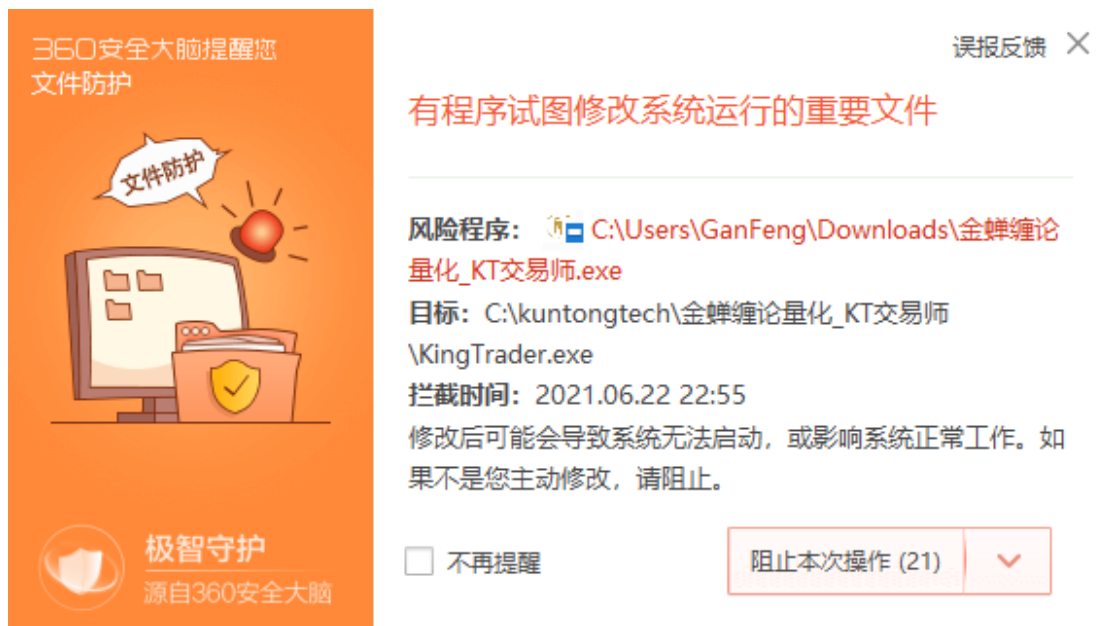 360安全大脑提醒您
文件防护
文件防护
极智守护
源自360安全大脑
误报反馈
有程序试图修改系统运行的重要文件
风险程序： C:\Users\GanFeng\Downloads\金蝉缠论
量化_KT交易师.exe
目标：C:\kuntongtech\金蝉缠论量化_KT交易师
\KingTrader.exe
拦截时间：2021.06.22 22:55
修改后可能会导致系统无法启动，或影响系统正常工作。如
果不是您主动修改，请阻止。
不再提醒
阻止本次操作 (21)